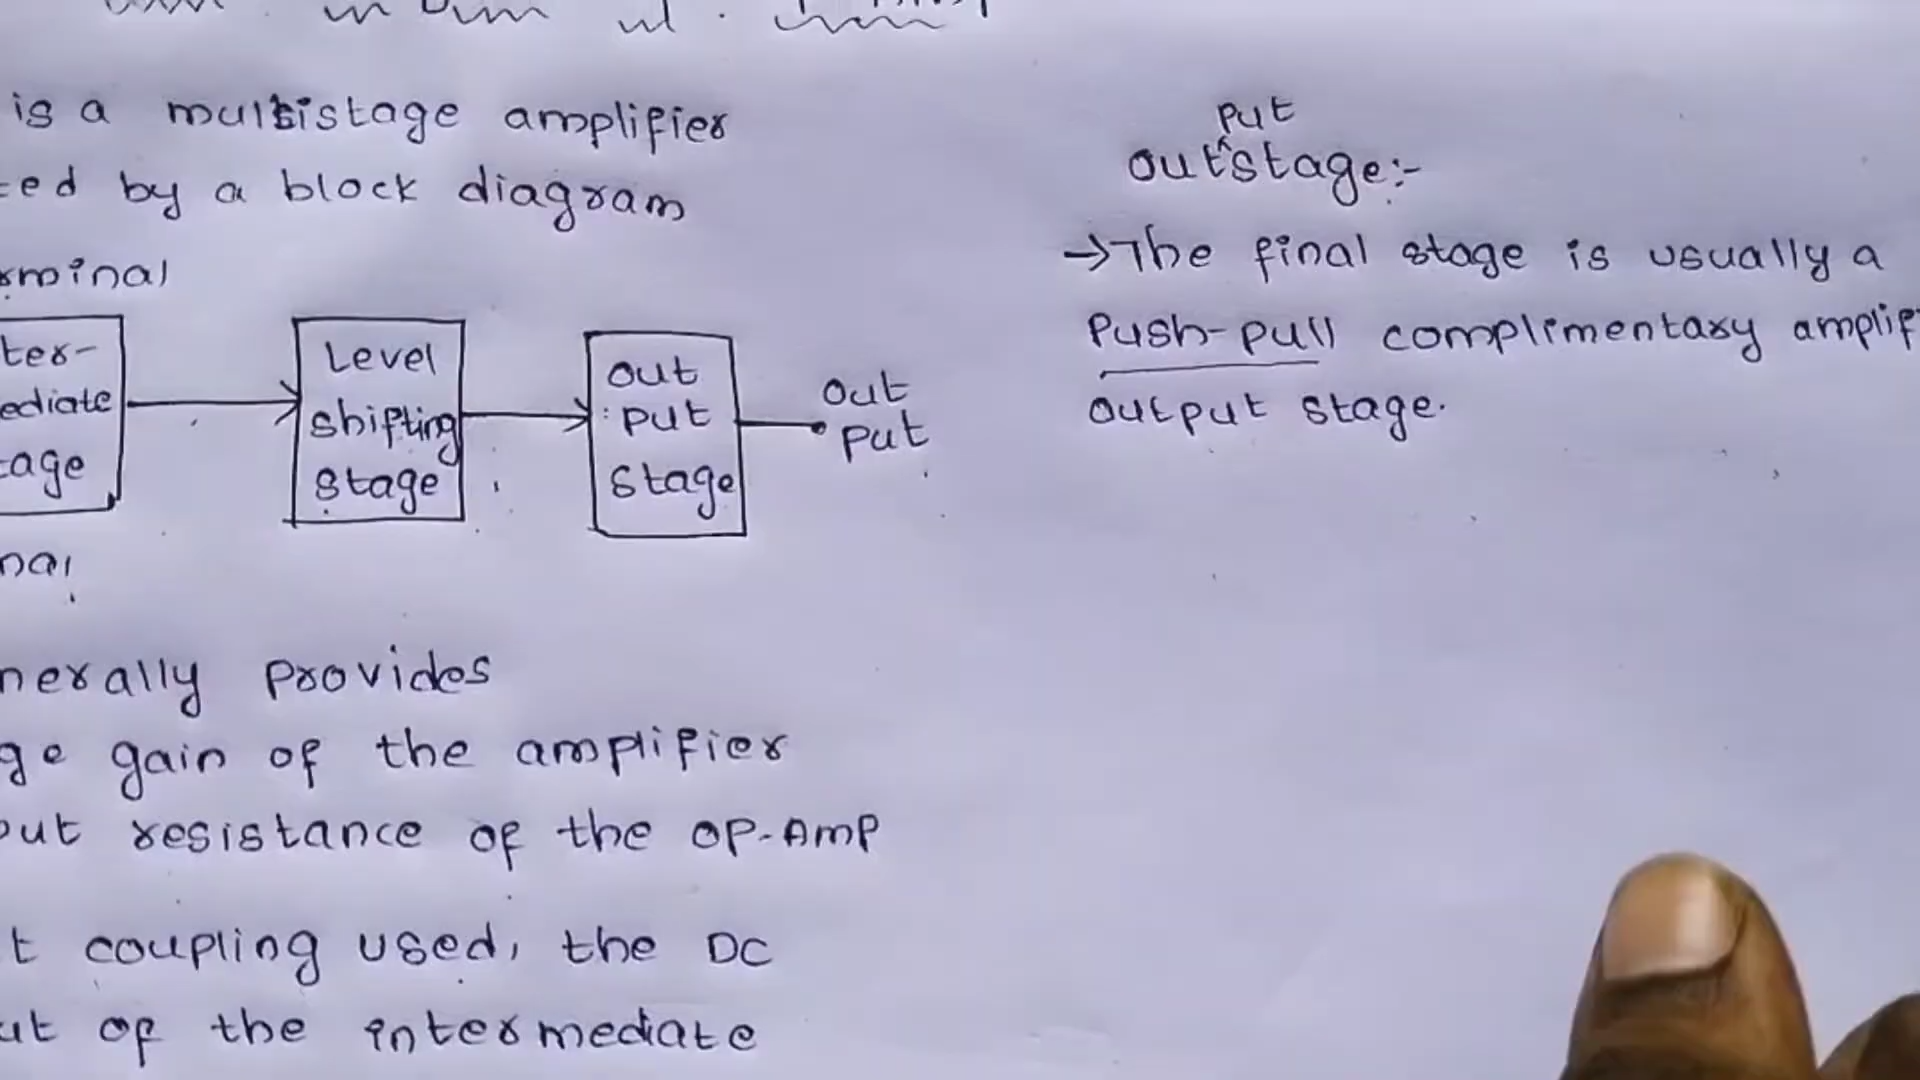 is a multistage amplifier
by a block diagram
Level
shifting
stage
out
put
stage
out
put
provides
gain of the amplifier
resistance of the OP-Amp
coupling used, the DC
of the intermediate
put
outstage:-
→The final stage is usually a
Push-pull complimentary
output stage.